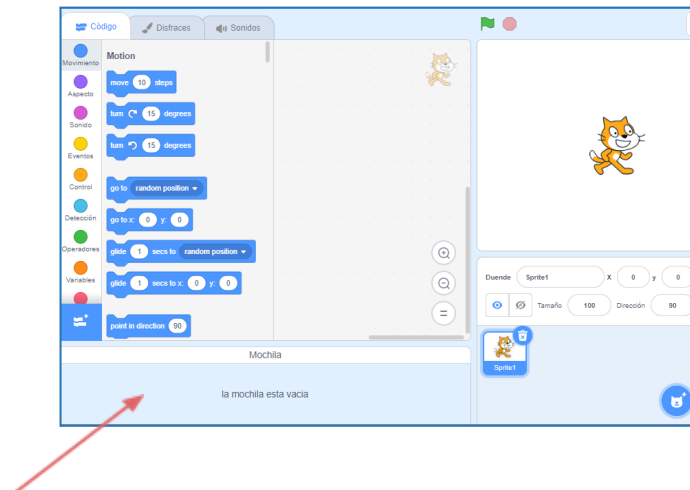 Código
Disfraces
Sonidos
Movimiento
Aspecto
Sonido
Eventos
Control
Detección
Operadores
Variables
Motion
move 10 steps
turn 15 degrees
turn 15 degrees
go to random position
go to x: 0 y: 0
glide 1 secs to random position
glide 1 secs to x: 0 y: 0
point in direction 90
Mochila
la mochila esta vacia
Duende Sprite1 X 0 y 0
Tamaño 100 Dirección 90
Sprite1